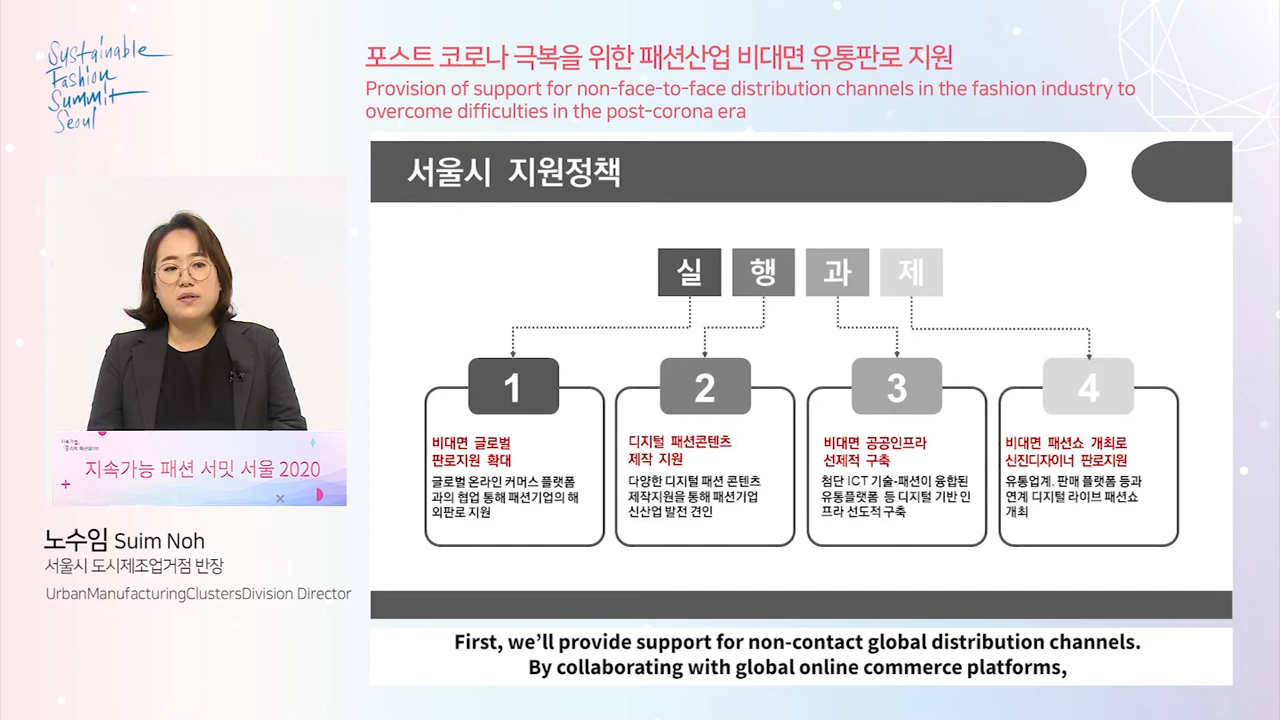 Sustainable
Fashion
Summit
Seoul
포스트 코로나 극복을 위한 패션산업 비대면 유통판로 지원
Provision of support for non-face-to-face distribution channels in the fashion industry to
overcome difficulties in the post-corona era
서울시 지원정책
실 행 과 제
1
비대면 글로벌
판로지원 확대
글로벌 온라인 커머스 플랫폼
과의 협업 통해 패션기업의 해
외판로 지원
2
디지털 패션콘텐츠
제작 지원
다양한 디지털 패션 콘텐츠
제작지원을 통해 패션기업
신산업 발전 견인
3
비대면 공공인프라
선제적 구축
첨단 ICT 기술-패션이 융합된
유통플랫폼 등 디지털 기반 인
프라 선도적 구축
4
비대면 패션쇼 개최로
신진디자이너 판로지원
유통업계, 판매 플랫폼 등과
연계 디지털 라이브 패션쇼
개최
지속가능 패션 서밋 서울 2020
노수임 Suim Noh
서울시 도시제조업거점 반장
UrbanManufacturingClustersDivision Director
First, we'll provide support for non-contact global distribution channels.
By collaborating with global online commerce platforms,